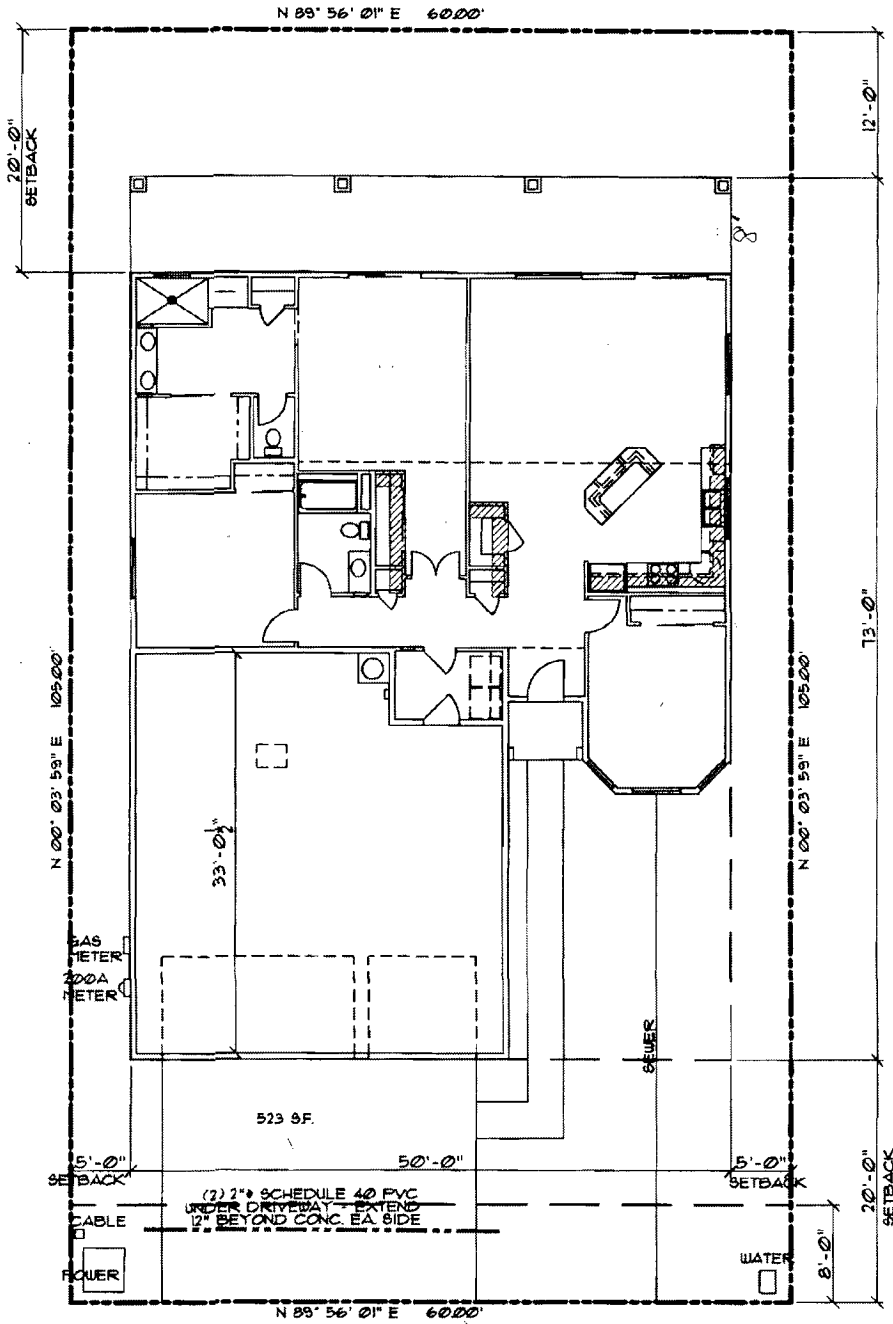 N 89° 56' 01" E 60.00'
20'-0"
SETBACK
12'-0"
8'
73'-0"
N 00° 03' 59" E 105.00'
N 00° 03' 59" E 105.00'
33'-0 1/2"
GAS
METER
200A
METER
SEWER
523 S.F.
5'-0"
SETBACK
50'-0"
5'-0"
SETBACK
20'-0"
SETBACK
(2) 2"ø SCHEDULE 40 PVC
UNDER DRIVEWAY - EXTEND
12" BEYOND CONC. EA. SIDE
CABLE
POWER
WATER
8'-0"
N 89° 56' 01" E 60.00'